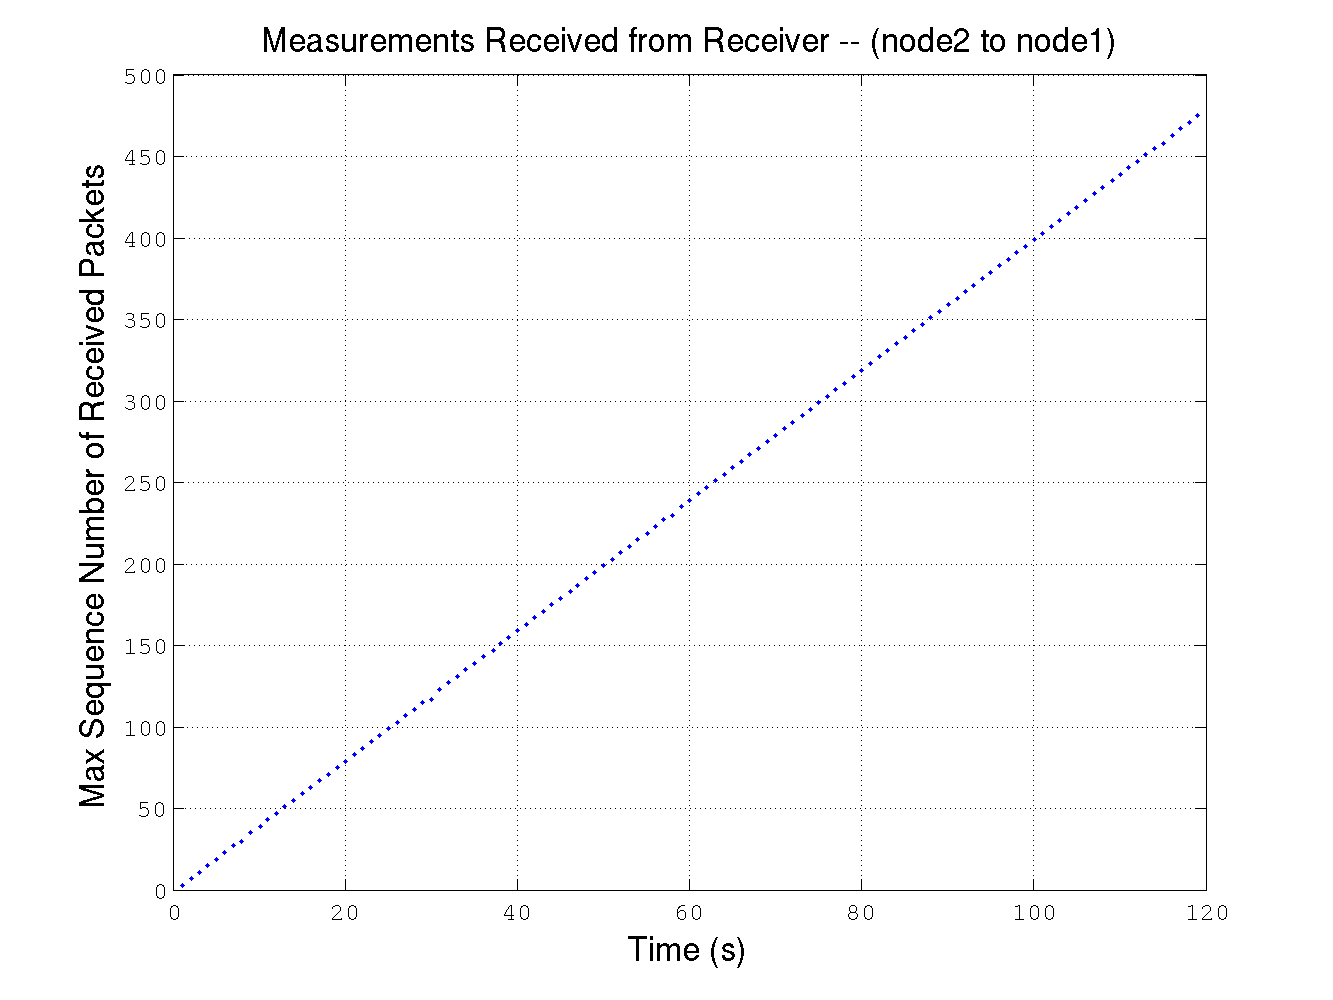 Measurements Received from Receiver -- (node2 to node1)
Max Sequence Number of Received Packets
500
450
400
350
300
250
200
150
100
50
0
0 20 40 60 80 100 120
Time (s)